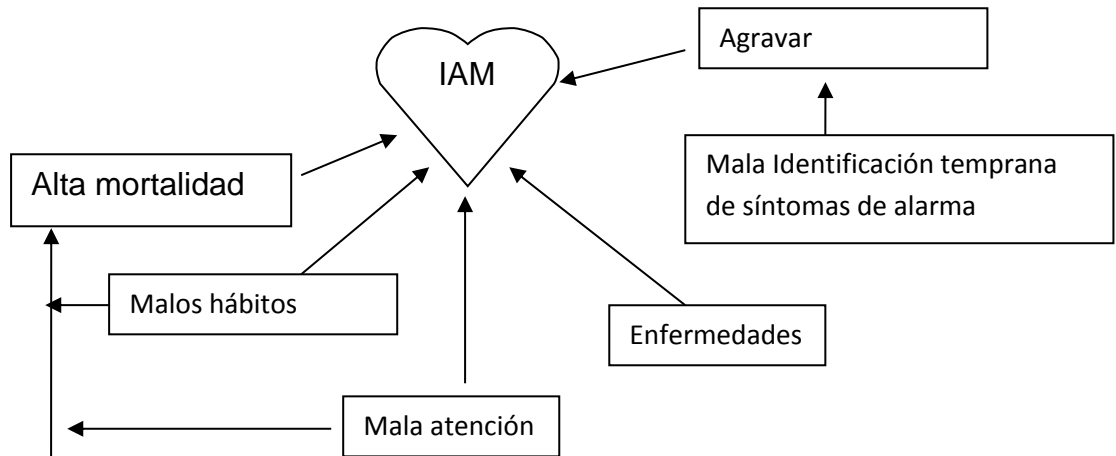 Agravar
IAM
Mala Identificación temprana
de síntomas de alarma
Alta mortalidad
Malos hábitos
Enfermedades
Mala atención